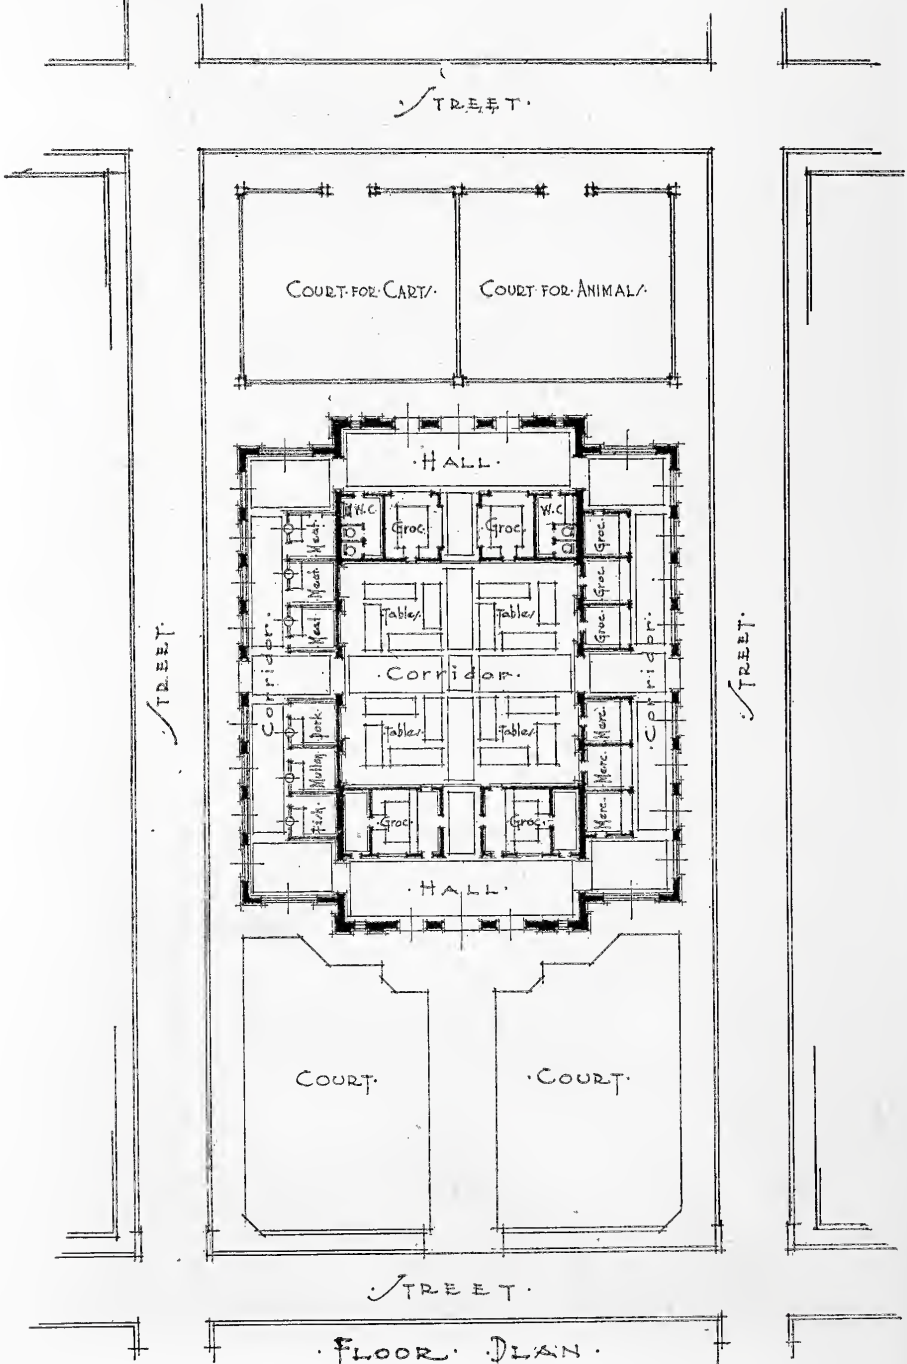 ·STREET·
COURT·FOR·CARTS·
COURT·FOR·ANIMALS·
·HALL·
W.C.
Groc.
Groc.
W.C.
Meat.
Groc.
Meat.
Groc.
Tables
Tables
Meat
Groc.
STREET·
Corridor·
·Corridor·
·Corridor·
STREET·
Pork
Tables
Tables
Merc.
Mutton
Merc.
Fish
·Groc·
·Groc·
Merc.
·HALL·
COURT·
·COURT·
·STREET·
·FLOOR· ·PLAN·